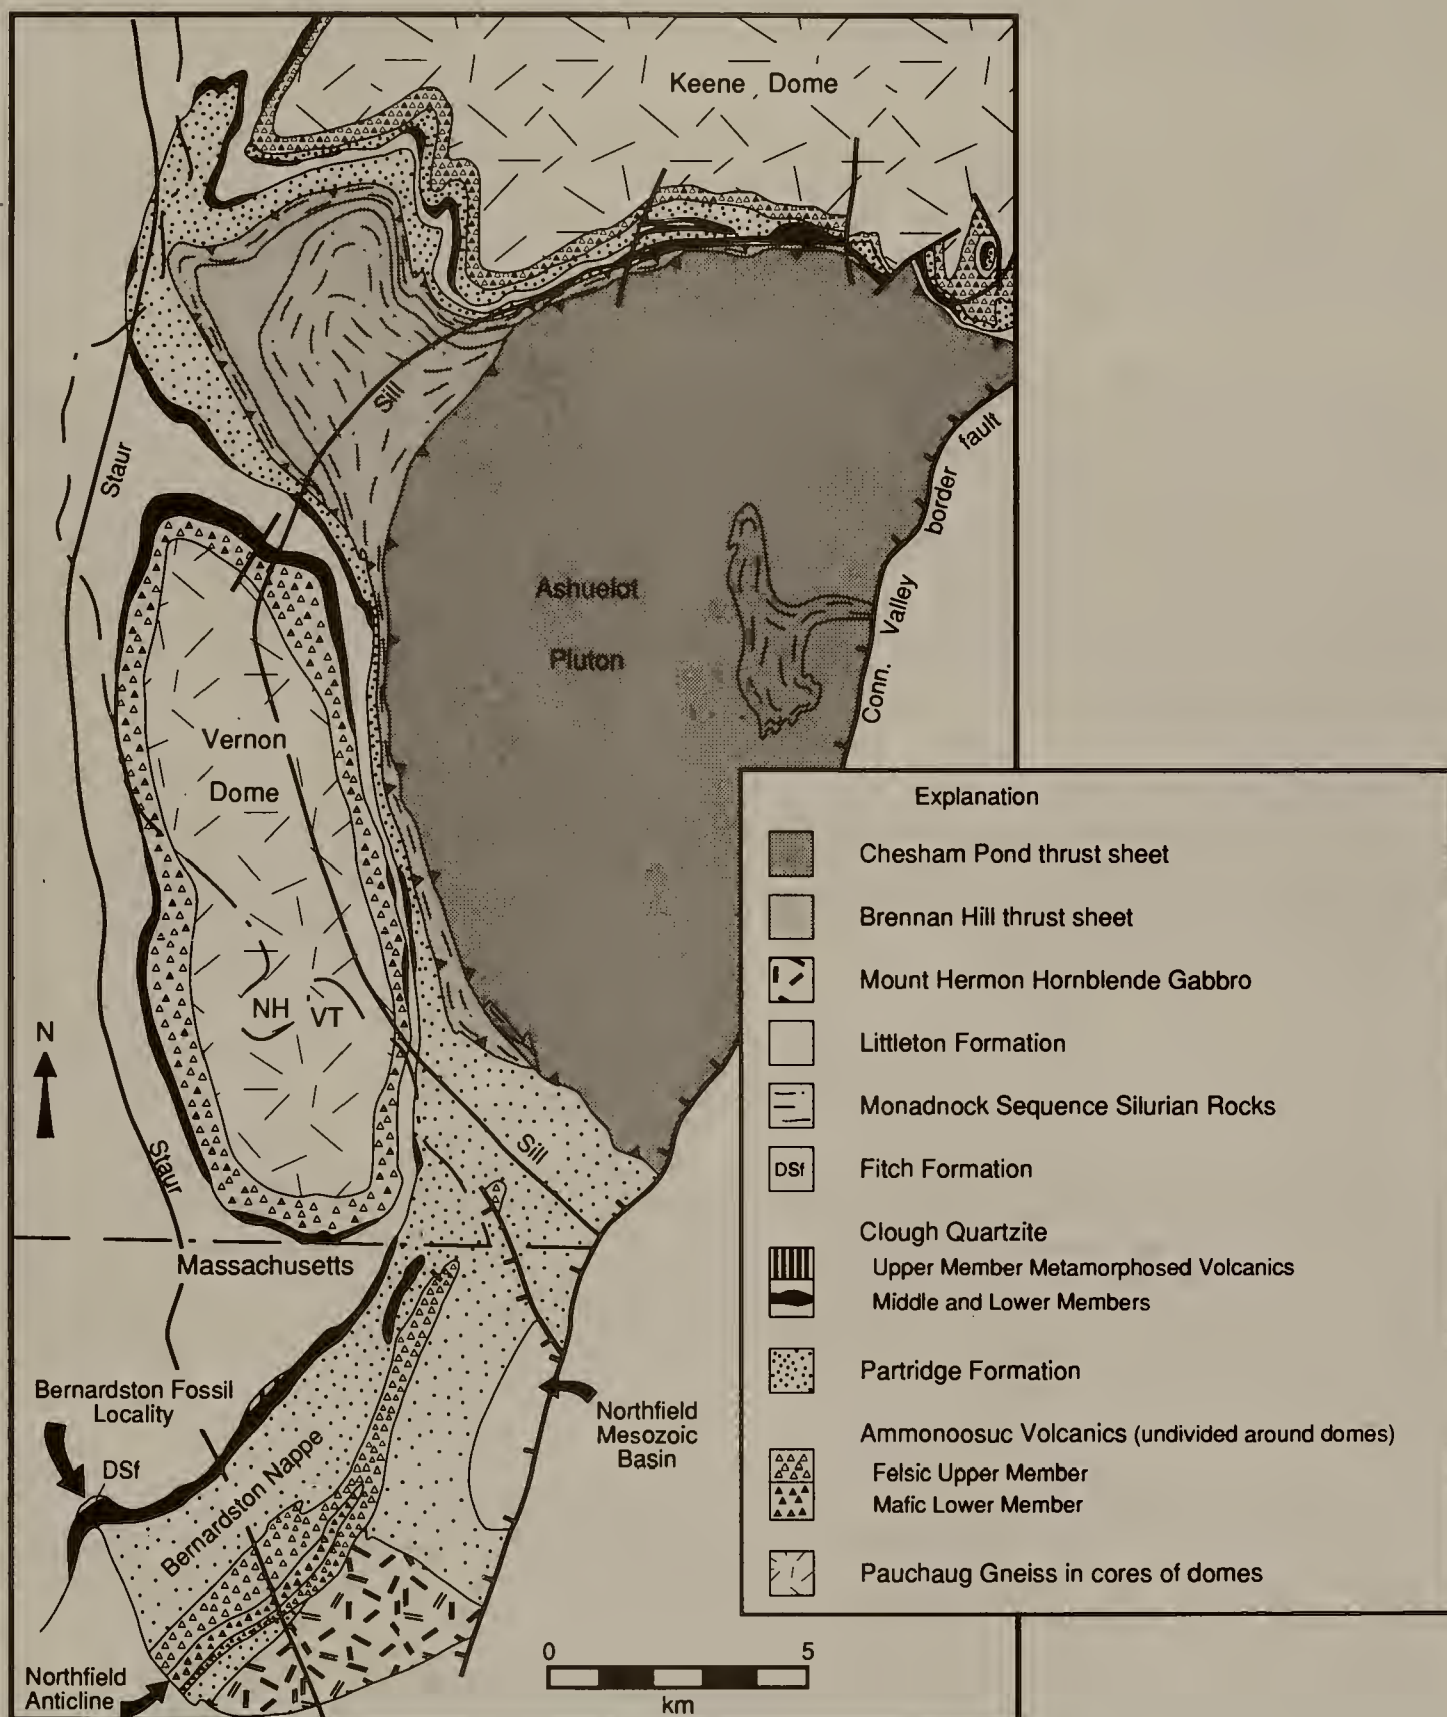 Keene Dome
Sill
Staur
fault
border
Valley
Conn.
Ashuelot
Pluton
Vernon
Dome
NH VT
N
Staur
Sill
Massachusetts
Bernardston Fossil
Locality
DSf
Bernardston Nappe
Northfield
Mesozoic
Basin
Northfield
Anticline
0 5
km
Explanation
Chesham Pond thrust sheet
Brennan Hill thrust sheet
Mount Hermon Hornblende Gabbro
Littleton Formation
Monadnock Sequence Silurian Rocks
DSf Fitch Formation
Clough Quartzite
Upper Member Metamorphosed Volcanics
Middle and Lower Members
Partridge Formation
Ammonoosuc Volcanics (undivided around domes)
Felsic Upper Member
Mafic Lower Member
Pauchaug Gneiss in cores of domes